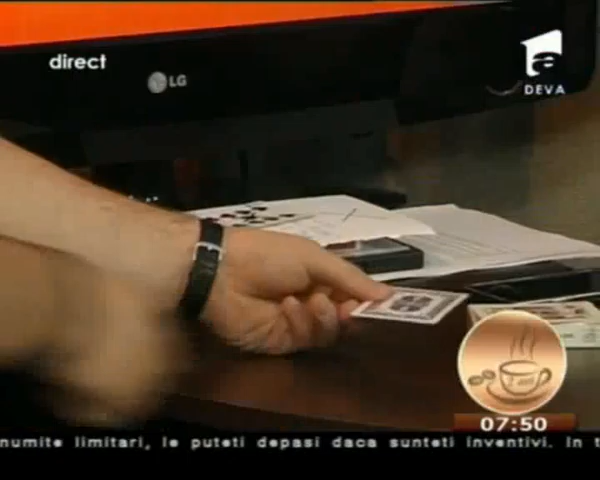 direct
LG
DEVA
07:50
numite limitari, le puteti depasi daca sunteti inventivi. In t